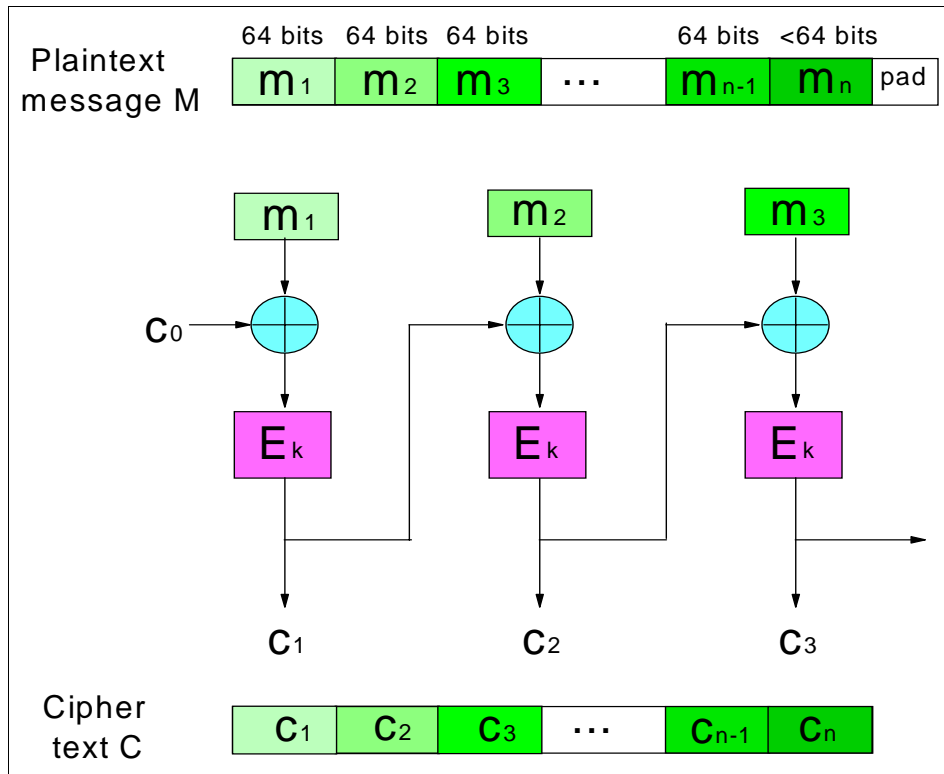 64 bits 64 bits 64 bits 64 bits <64 bits
Plaintext
message M
m1 m2 m3 ... mn-1 mn pad
m1 m2 m3
c0
Ek Ek Ek
c1 c2 c3
Cipher
text C
c1 c2 c3 ... cn-1 cn